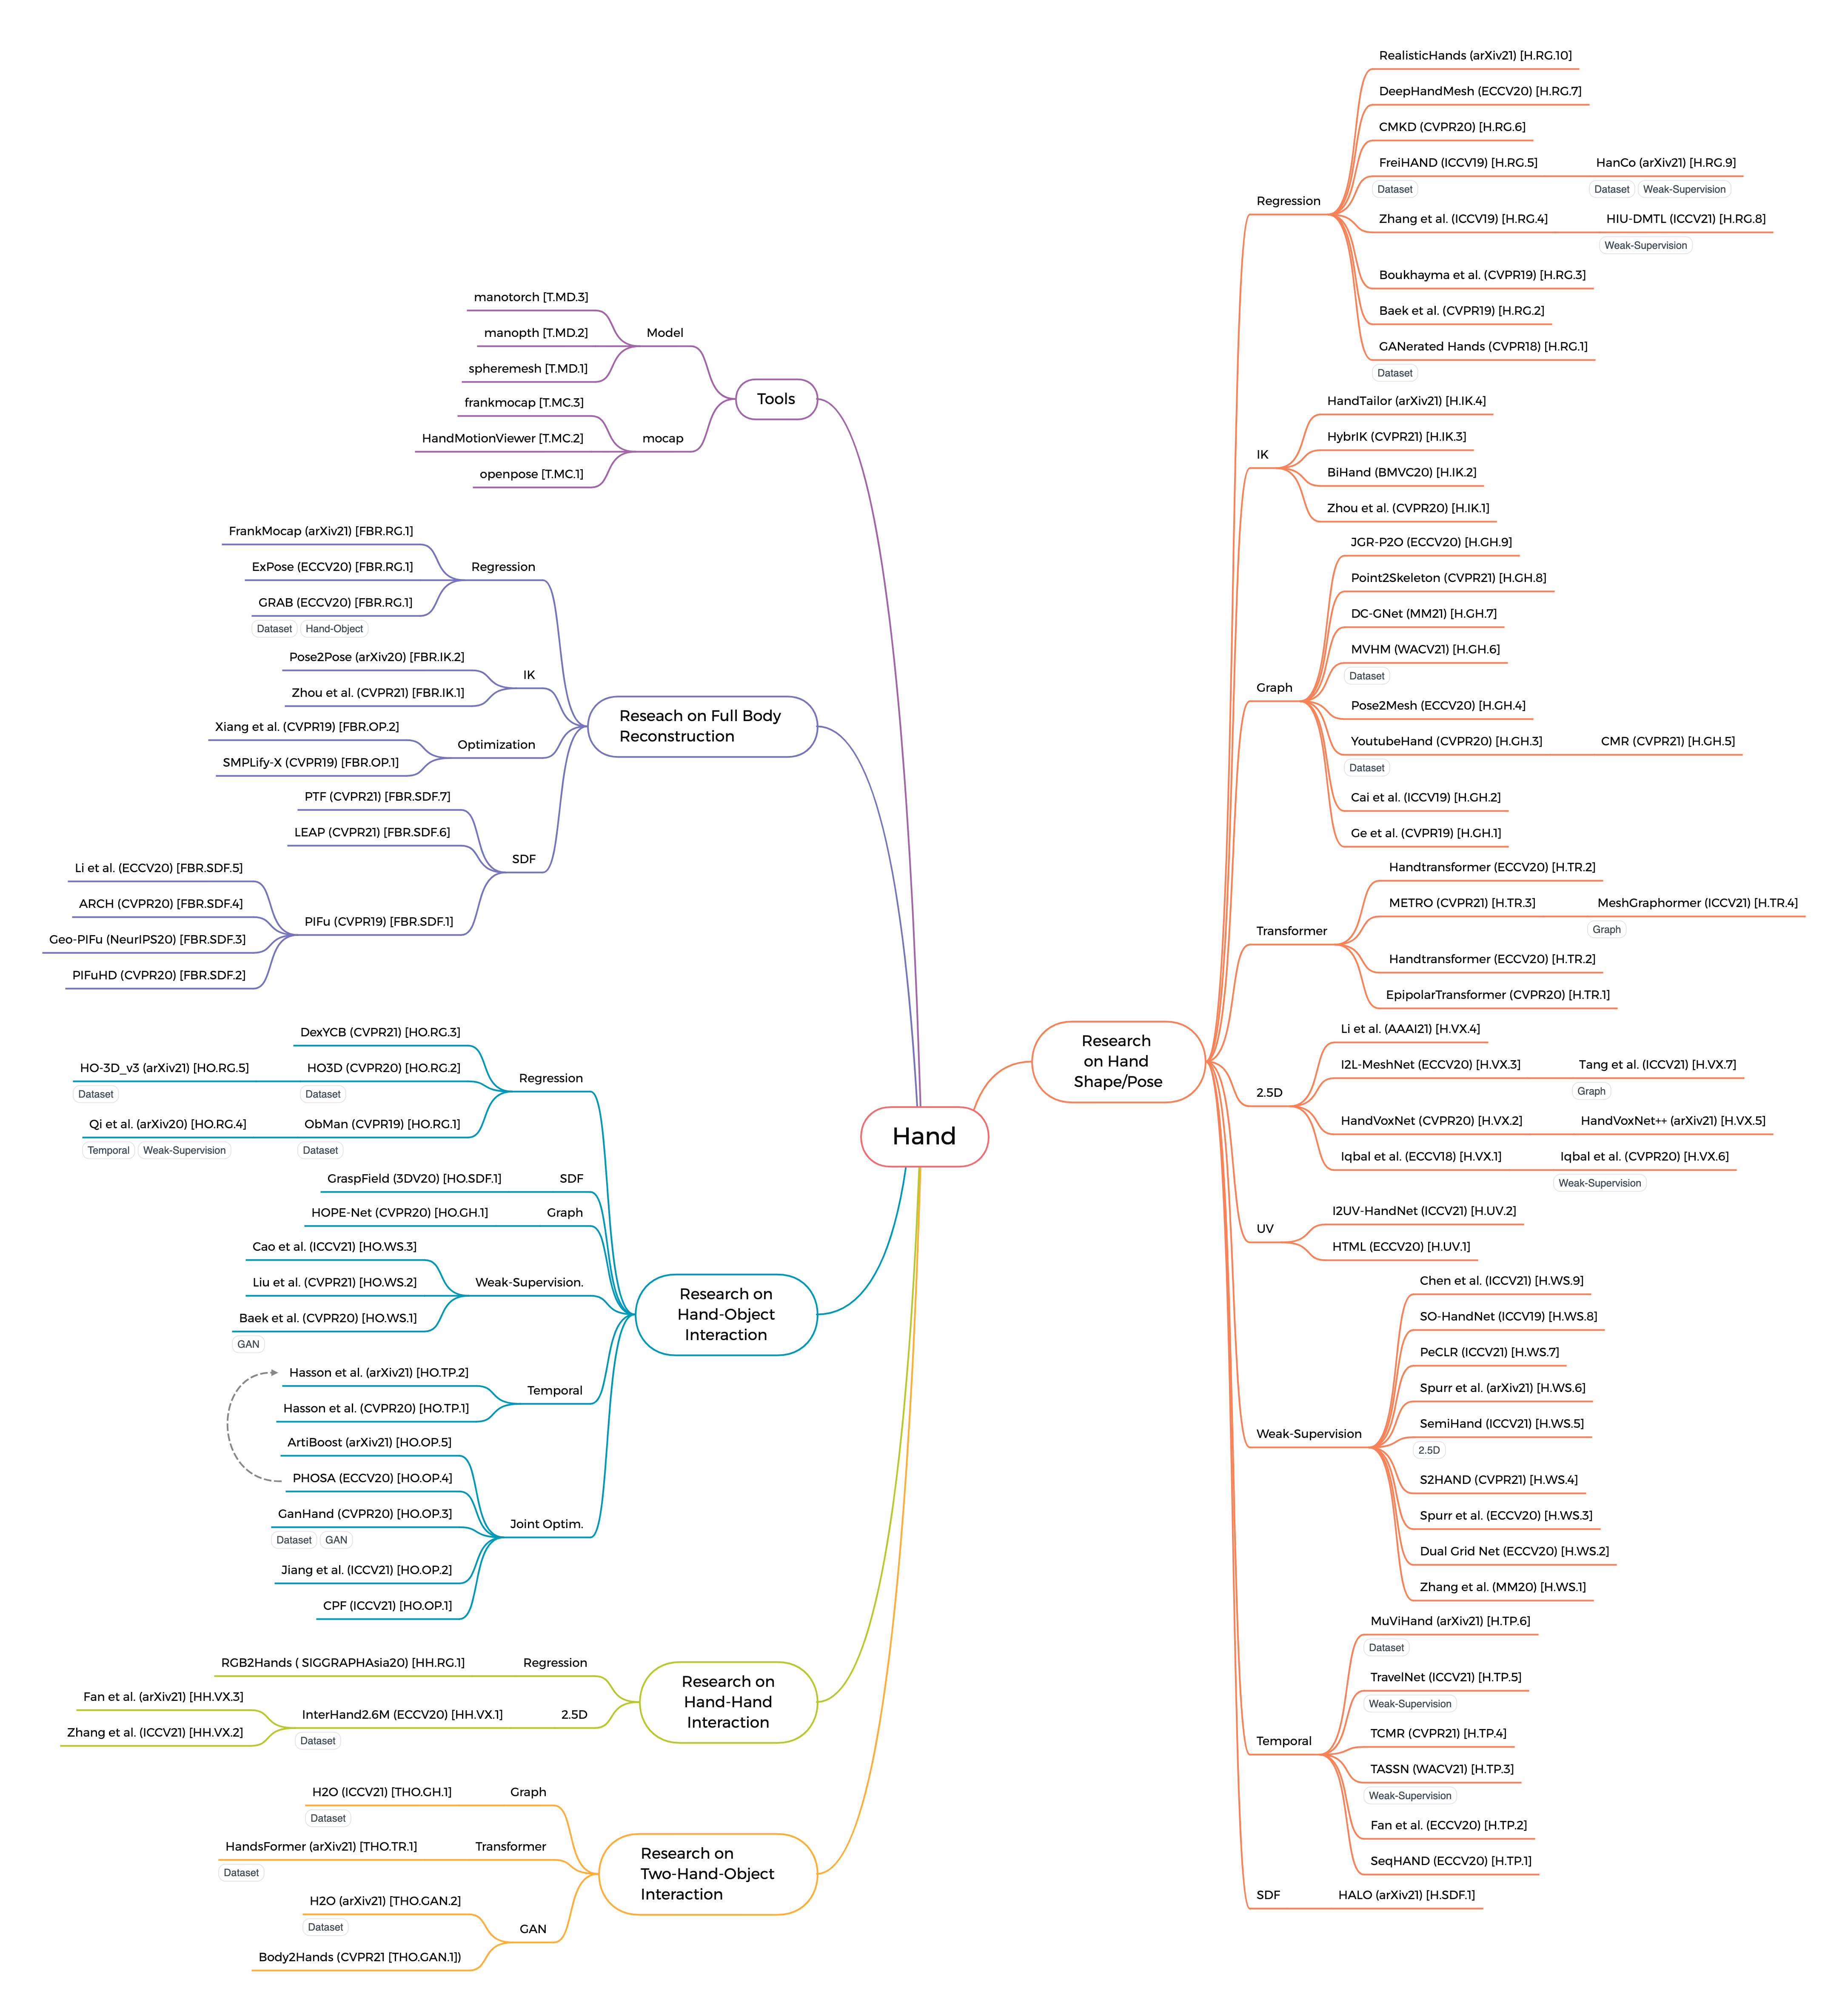 Hand
Tools
Model
manotorch [T.MD.3]
manopth [T.MD.2]
spheremesh [T.MD.1]
mocap
frankmocap [T.MC.3]
HandMotionViewer [T.MC.2]
openpose [T.MC.1]
Reseach on Full Body
Reconstruction
Regression
FrankMocap (arXiv21) [FBR.RG.1]
ExPose (ECCV20) [FBR.RG.1]
GRAB (ECCV20) [FBR.RG.1]
Dataset Hand-Object
IK
Pose2Pose (arXiv20) [FBR.IK.2]
Zhou et al. (CVPR21) [FBR.IK.1]
Optimization
Xiang et al. (CVPR19) [FBR.OP.2]
SMPLify-X (CVPR19) [FBR.OP.1]
SDF
PTF (CVPR21) [FBR.SDF.7]
LEAP (CVPR21) [FBR.SDF.6]
PIFu (CVPR19) [FBR.SDF.1]
Li et al. (ECCV20) [FBR.SDF.5]
ARCH (CVPR20) [FBR.SDF.4]
Geo-PIFu (NeurIPS20) [FBR.SDF.3]
PIFuHD (CVPR20) [FBR.SDF.2]
Research on
Hand-Object
Interaction
Regression
DexYCB (CVPR21) [HO.RG.3]
HO3D (CVPR20) [HO.RG.2]
Dataset
HO-3D_v3 (arXiv21) [HO.RG.5]
Dataset
ObMan (CVPR19) [HO.RG.1]
Dataset
Qi et al. (arXiv20) [HO.RG.4]
Temporal Weak-Supervision
SDF
GraspField (3DV20) [HO.SDF.1]
Graph
HOPE-Net (CVPR20) [HO.GH.1]
Weak-Supervision.
Cao et al. (ICCV21) [HO.WS.3]
Liu et al. (CVPR21) [HO.WS.2]
Baek et al. (CVPR20) [HO.WS.1]
GAN
Temporal
Hasson et al. (arXiv21) [HO.TP.2]
Hasson et al. (CVPR20) [HO.TP.1]
Joint Optim.
ArtiBoost (arXiv21) [HO.OP.5]
PHOSA (ECCV20) [HO.OP.4]
GanHand (CVPR20) [HO.OP.3]
Dataset GAN
Jiang et al. (ICCV21) [HO.OP.2]
CPF (ICCV21) [HO.OP.1]
Research on
Hand-Hand
Interaction
Regression
RGB2Hands ( SIGGRAPHAsia20) [HH.RG.1]
2.5D
InterHand2.6M (ECCV20) [HH.VX.1]
Dataset
Fan et al. (arXiv21) [HH.VX.3]
Zhang et al. (ICCV21) [HH.VX.2]
Research on
Two-Hand-Object
Interaction
Graph
H2O (ICCV21) [THO.GH.1]
Dataset
Transformer
HandsFormer (arXiv21) [THO.TR.1]
Dataset
GAN
H2O (arXiv21) [THO.GAN.2]
Dataset
Body2Hands (CVPR21 [THO.GAN.1])
Research
on Hand
Shape/Pose
Regression
RealisticHands (arXiv21) [H.RG.10]
DeepHandMesh (ECCV20) [H.RG.7]
CMKD (CVPR20) [H.RG.6]
FreiHAND (ICCV19) [H.RG.5]
Dataset
HanCo (arXiv21) [H.RG.9]
Dataset Weak-Supervision
Zhang et al. (ICCV19) [H.RG.4]
HIU-DMTL (ICCV21) [H.RG.8]
Weak-Supervision
Boukhayma et al. (CVPR19) [H.RG.3]
Baek et al. (CVPR19) [H.RG.2]
GANerated Hands (CVPR18) [H.RG.1]
Dataset
IK
HandTailor (arXiv21) [H.IK.4]
HybrIK (CVPR21) [H.IK.3]
BiHand (BMVC20) [H.IK.2]
Zhou et al. (CVPR20) [H.IK.1]
Graph
JGR-P2O (ECCV20) [H.GH.9]
Point2Skeleton (CVPR21) [H.GH.8]
DC-GNet (MM21) [H.GH.7]
MVHM (WACV21) [H.GH.6]
Dataset
Pose2Mesh (ECCV20) [H.GH.4]
YoutubeHand (CVPR20) [H.GH.3]
Dataset
CMR (CVPR21) [H.GH.5]
Cai et al. (ICCV19) [H.GH.2]
Ge et al. (CVPR19) [H.GH.1]
Transformer
Handtransformer (ECCV20) [H.TR.2]
METRO (CVPR21) [H.TR.3]
MeshGraphormer (ICCV21) [H.TR.4]
Graph
Handtransformer (ECCV20) [H.TR.2]
EpipolarTransformer (CVPR20) [H.TR.1]
2.5D
Li et al. (AAAI21) [H.VX.4]
I2L-MeshNet (ECCV20) [H.VX.3]
Tang et al. (ICCV21) [H.VX.7]
Graph
HandVoxNet (CVPR20) [H.VX.2]
HandVoxNet++ (arXiv21) [H.VX.5]
Iqbal et al. (ECCV18) [H.VX.1]
Iqbal et al. (CVPR20) [H.VX.6]
Weak-Supervision
UV
I2UV-HandNet (ICCV21) [H.UV.2]
HTML (ECCV20) [H.UV.1]
Weak-Supervision
Chen et al. (ICCV21) [H.WS.9]
SO-HandNet (ICCV19) [H.WS.8]
PeCLR (ICCV21) [H.WS.7]
Spurr et al. (arXiv21) [H.WS.6]
SemiHand (ICCV21) [H.WS.5]
2.5D
S2HAND (CVPR21) [H.WS.4]
Spurr et al. (ECCV20) [H.WS.3]
Dual Grid Net (ECCV20) [H.WS.2]
Zhang et al. (MM20) [H.WS.1]
Temporal
MuViHand (arXiv21) [H.TP.6]
Dataset
TravelNet (ICCV21) [H.TP.5]
Weak-Supervision
TCMR (CVPR21) [H.TP.4]
TASSN (WACV21) [H.TP.3]
Weak-Supervision
Fan et al. (ECCV20) [H.TP.2]
SeqHAND (ECCV20) [H.TP.1]
SDF
HALO (arXiv21) [H.SDF.1]